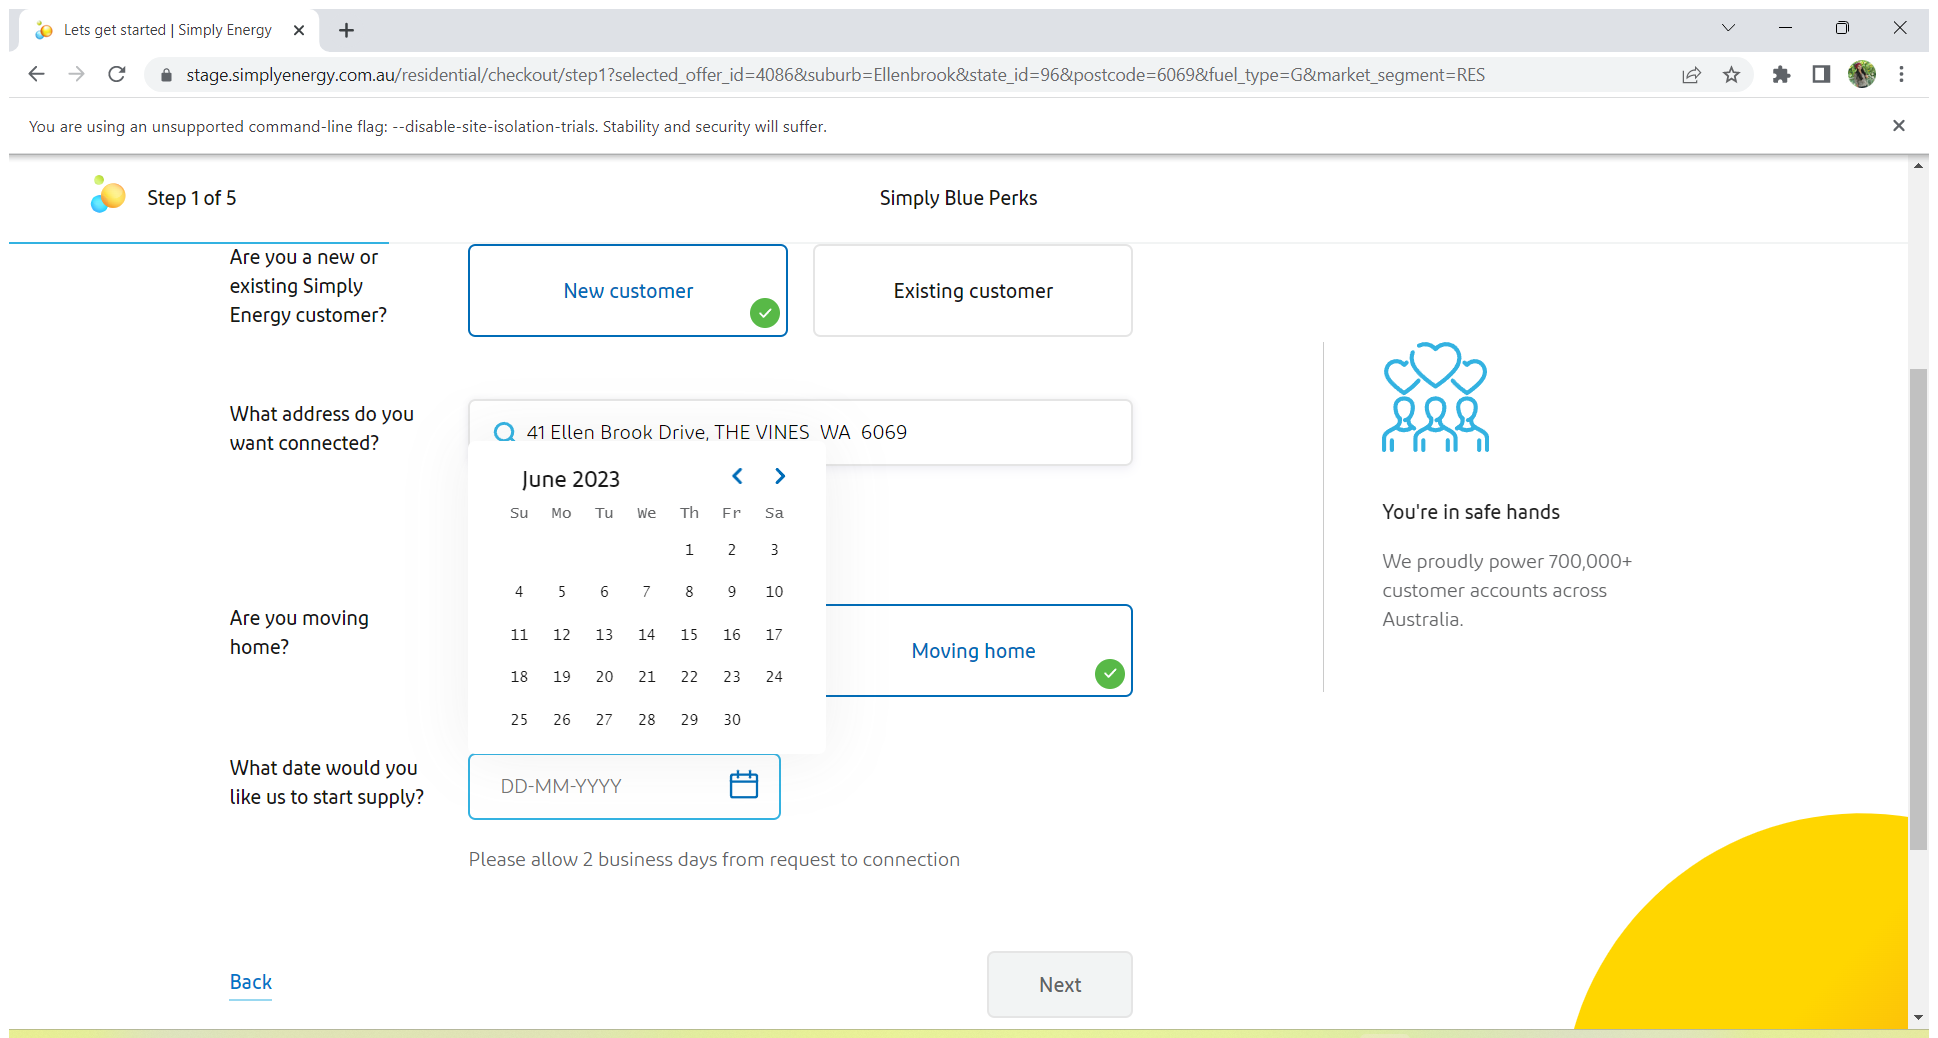 Lets get started | Simply Energy
stage.simplyenergy.com.au/residential/checkout/step1?selected_offer_id=4086&suburb=Ellenbrook&state_id=96&postcode=6069&fuel_type=G&market_segment=RES
You are using an unsupported command-line flag: --disable-site-isolation-trials. Stability and security will suffer.
Step 1 of 5
Simply Blue Perks
Are you a new or
existing Simply
Energy customer?
New customer
Existing customer
What address do you
want connected?
41 Ellen Brook Drive, THE VINES WA 6069
June 2023
Su Mo Tu We Th Fr Sa
1 2 3
4 5 6 7 8 9 10
11 12 13 14 15 16 17
18 19 20 21 22 23 24
25 26 27 28 29 30
Are you moving
home?
Moving home
What date would you
like us to start supply?
DD-MM-YYYY
Please allow 2 business days from request to connection
Back
Next
You're in safe hands
We proudly power 700,000+
customer accounts across
Australia.